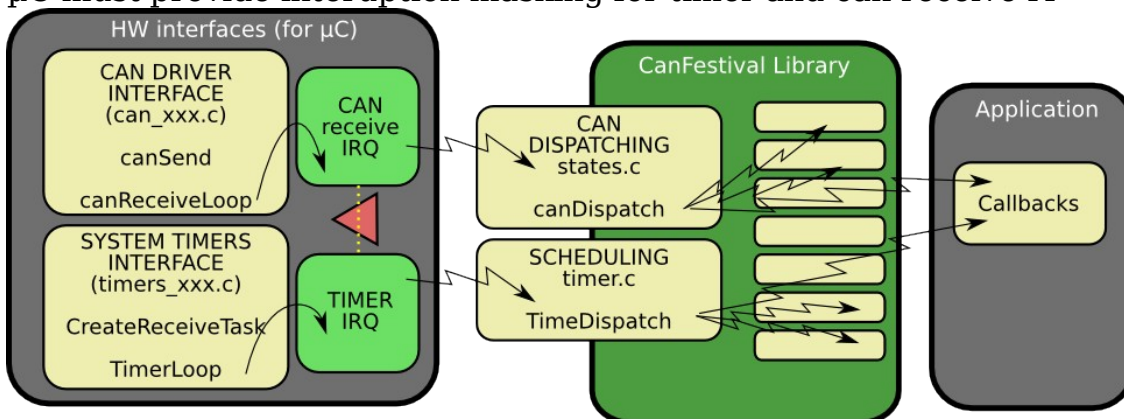 µC must provide interuption masking for timer and can receive IT
HW interfaces (for µC)
CAN DRIVER
INTERFACE
(can_xxx.c)
canSend
canReceiveLoop
CAN
receive
IRQ
SYSTEM TIMERS
INTERFACE
(timers_xxx.c)
CreateReceiveTask
TimerLoop
TIMER
IRQ
CanFestival Library
CAN
DISPATCHING
states.c
canDispatch
SCHEDULING
timer.c
TimeDispatch
Application
Callbacks